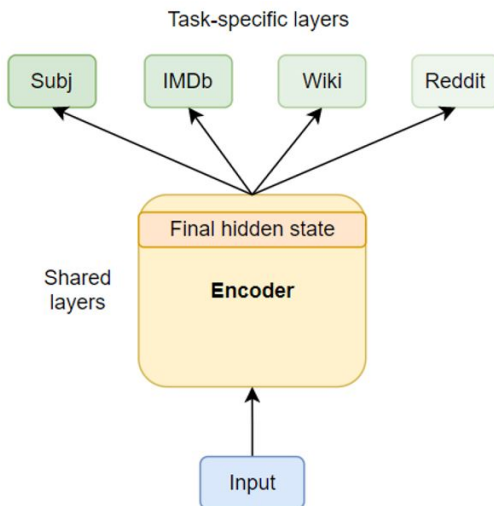 Task-specific layers
Subj
IMDb
Wiki
Reddit
Final hidden state
Shared
layers
Encoder
Input